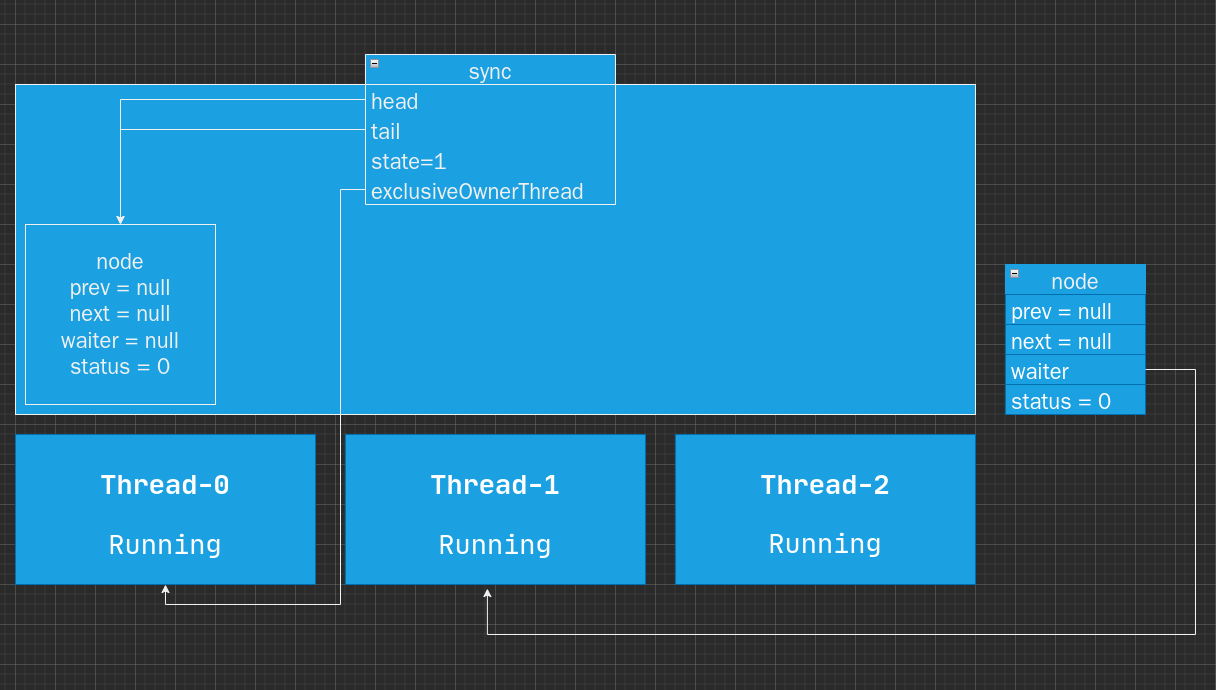 sync
head
tail
state=1
exclusiveOwnerThread
node
prev = null
next = null
waiter = null
status = 0
node
prev = null
next = null
waiter
status = 0
Thread-0
Running
Thread-1
Running
Thread-2
Running